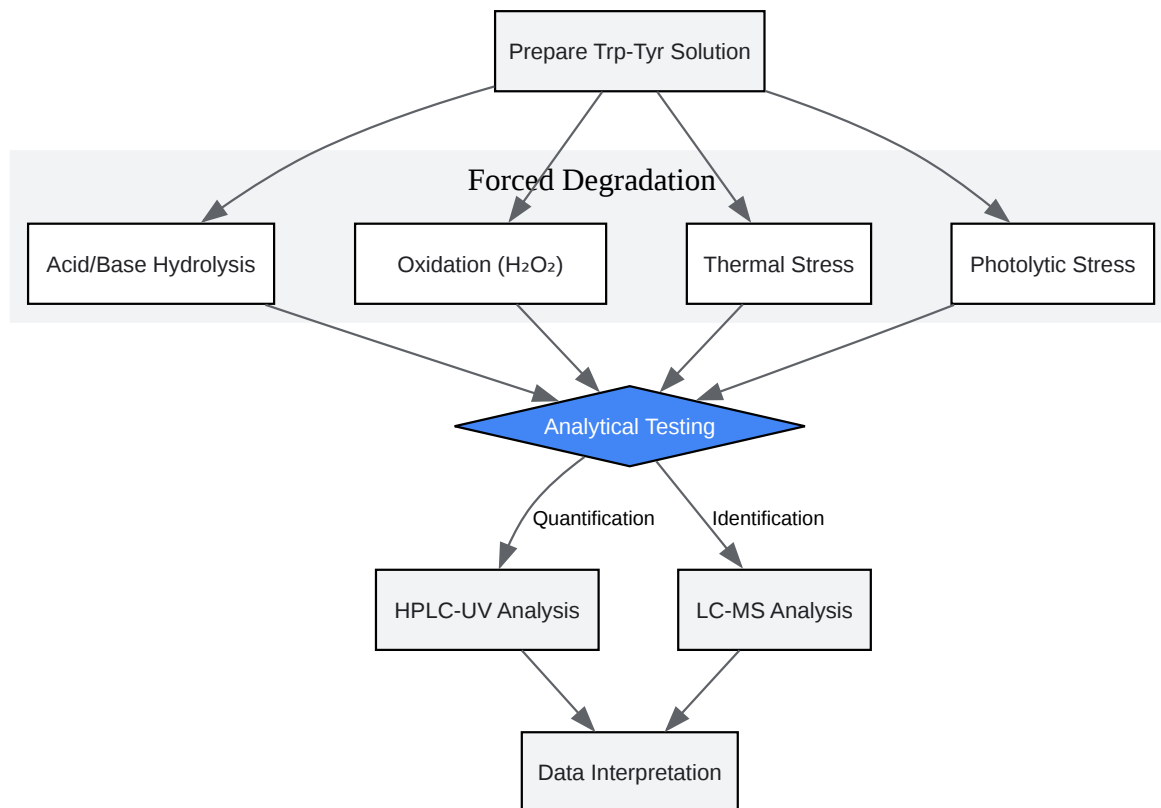 Prepare Trp-Tyr Solution
Forced Degradation
Acid/Base Hydrolysis
Oxidation (H₂O₂)
Thermal Stress
Photolytic Stress
Analytical Testing
Quantification
Identification
HPLC-UV Analysis
LC-MS Analysis
Data Interpretation